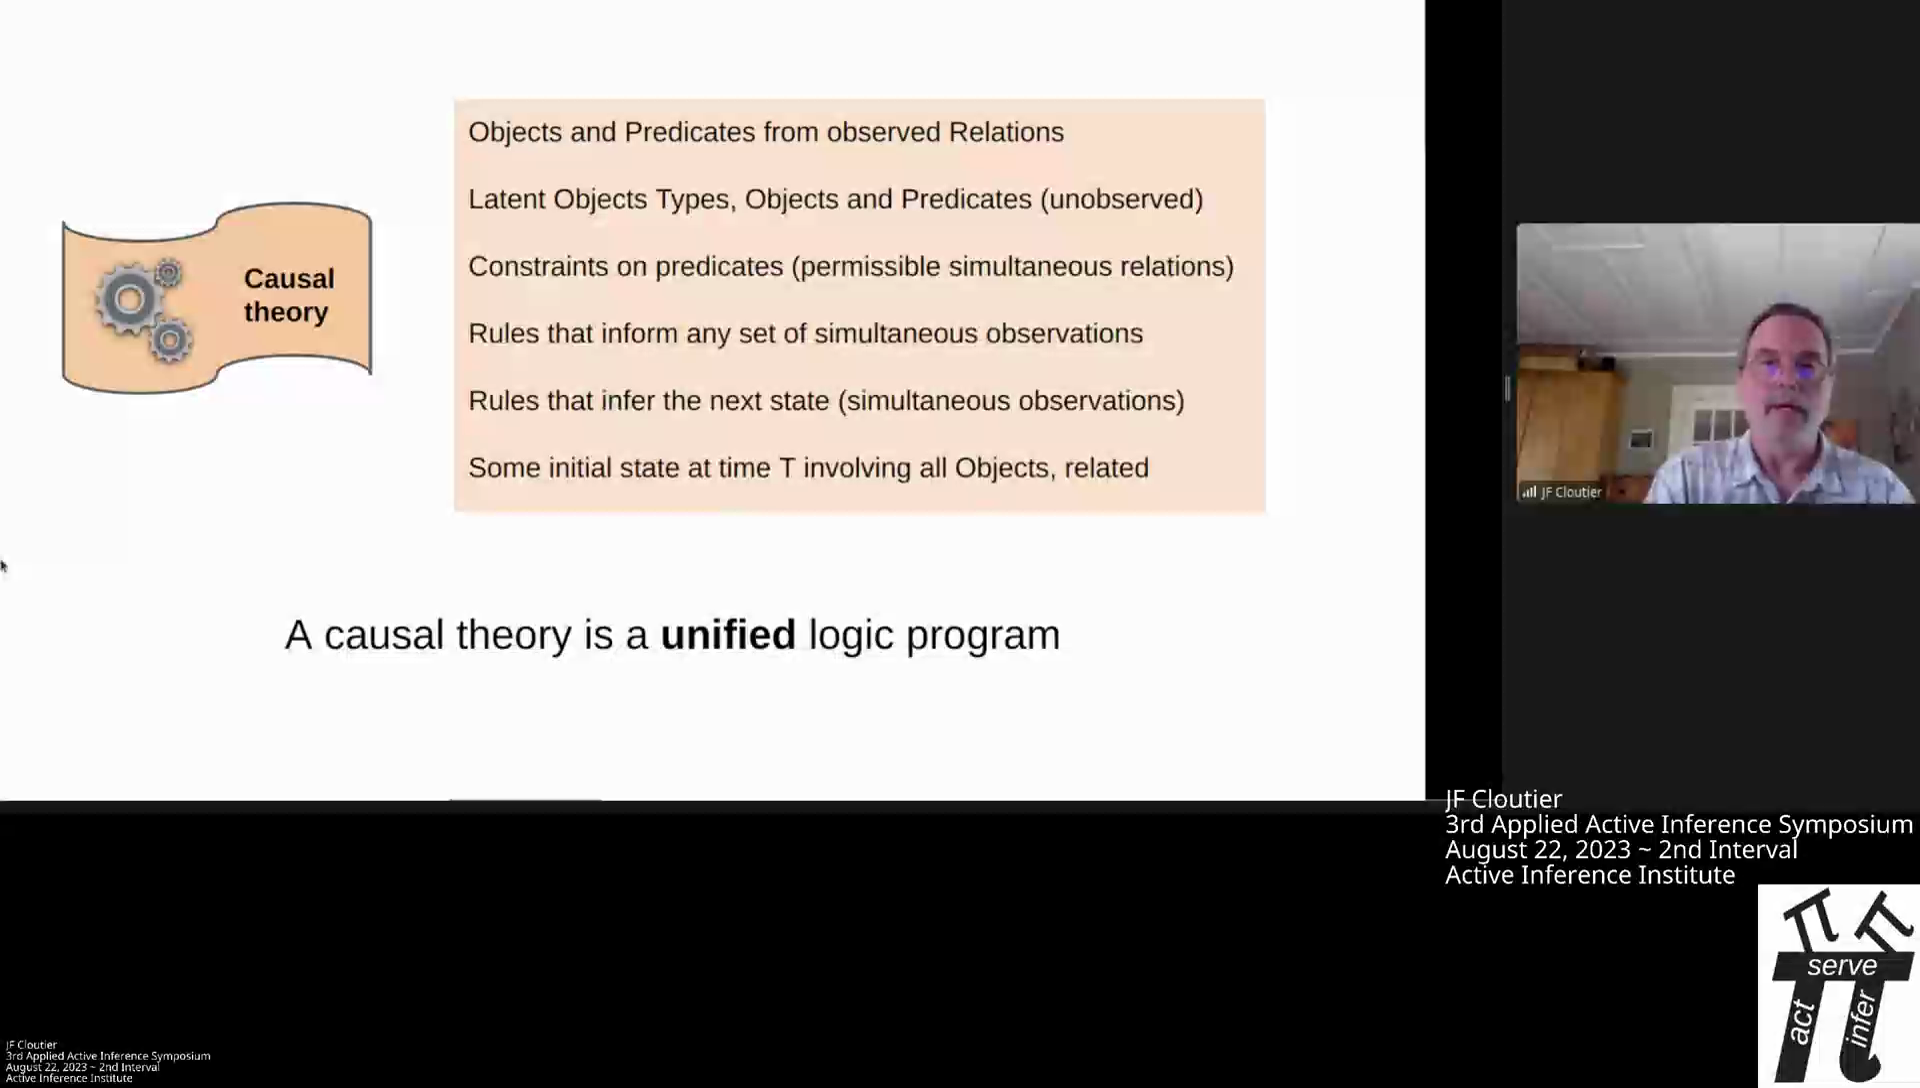 Causal
theory
Objects and Predicates from observed Relations
Latent Objects Types, Objects and Predicates (unobserved)
Constraints on predicates (permissible simultaneous relations)
Rules that inform any set of simultaneous observations
Rules that infer the next state (simultaneous observations)
Some initial state at time T involving all Objects, related
A causal theory is a unified logic program
JF Cloutier
JF Cloutier
3rd Applied Active Inference Symposium
August 22, 2023 ~ 2nd Interval
Active Inference Institute
serve
act
infer
JF Cloutier
3rd Applied Active Inference Symposium
August 22, 2023 ~ 2nd Interval
Active Inference Institute